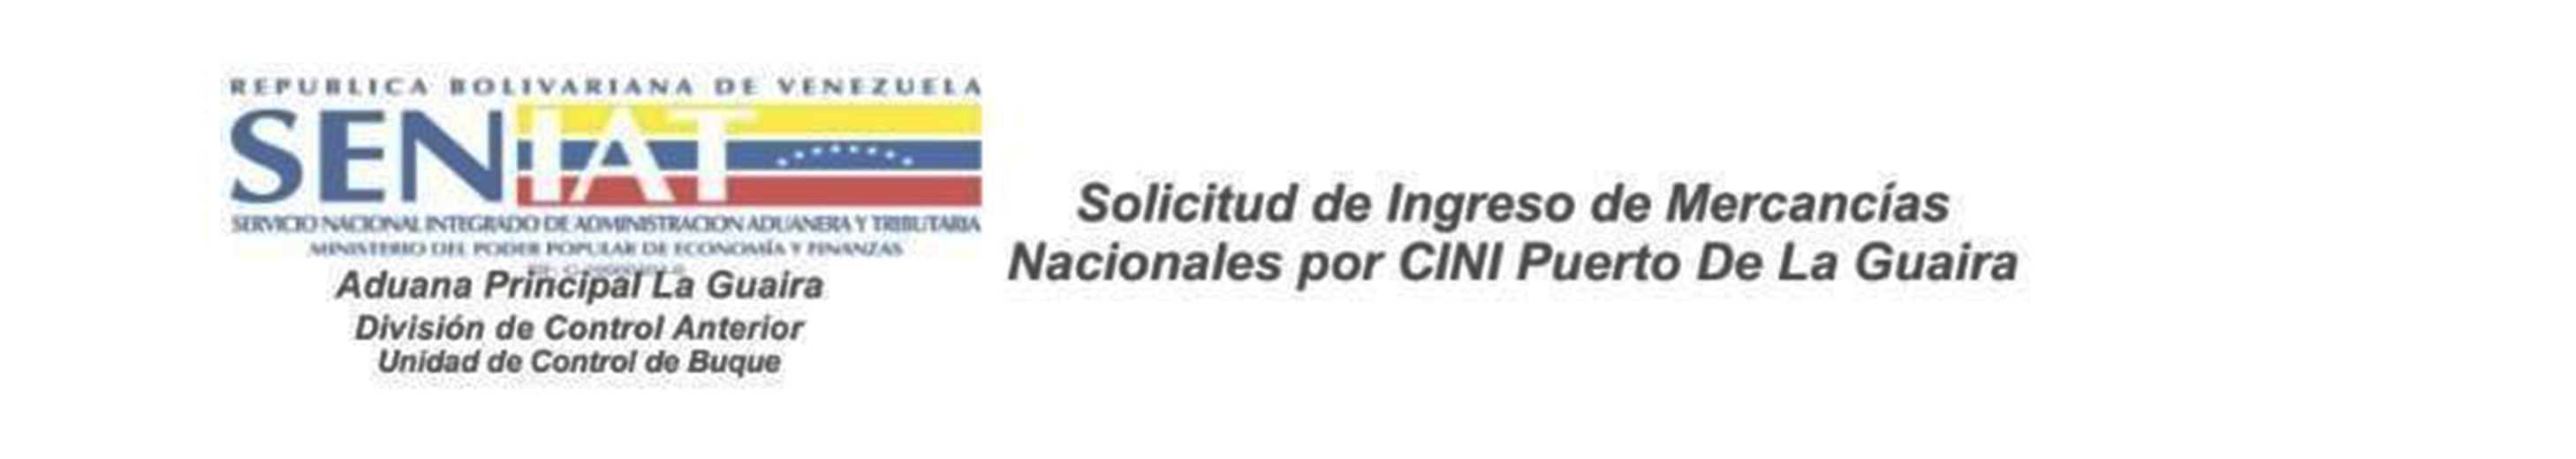 REPUBLICA BOLIVARIANA DE VENEZUELA
SENIAT
SERVICIO NACIONAL INTEGRADO DE ADMINISTRACION ADUANERA Y TRIBUTARIA
MINISTERIO DEL PODER POPULAR DE ECONOMÍA Y FINANZAS
Aduana Principal La Guaira
División de Control Anterior
Unidad de Control de Buque
Solicitud de Ingreso de Mercancías
Nacionales por CINI Puerto De La Guaira